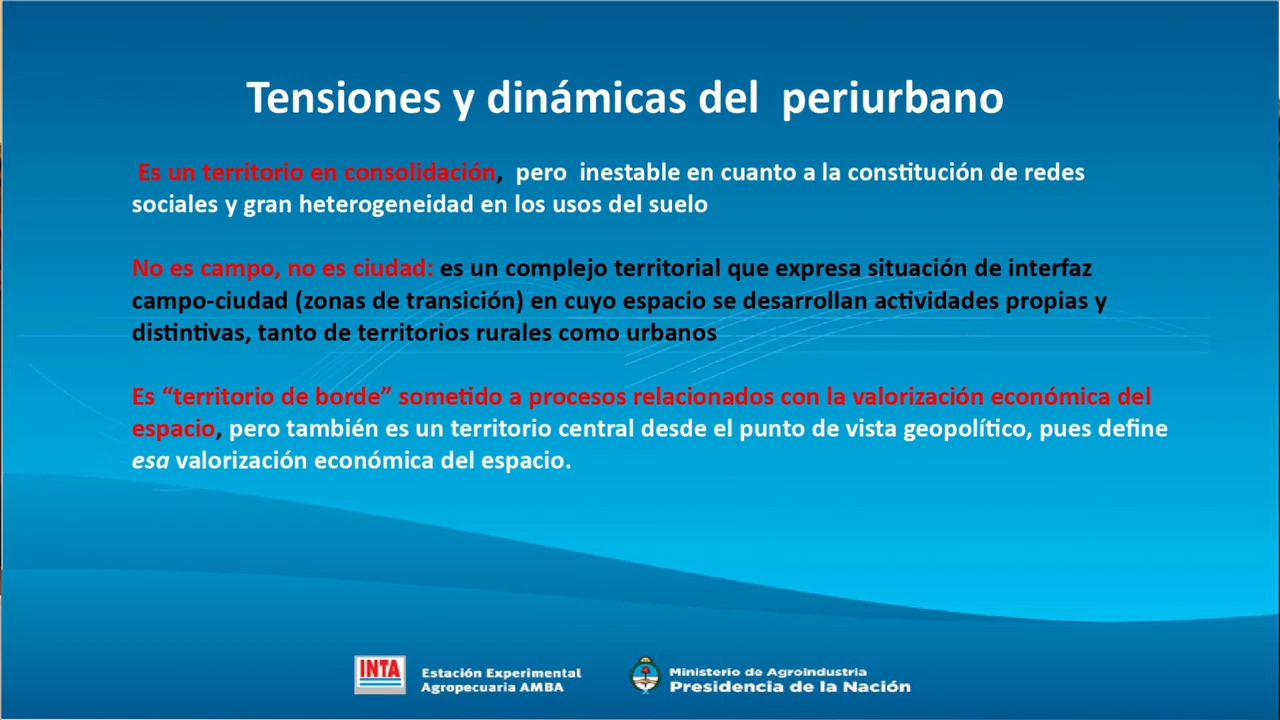 Tensiones y dinámicas del periurbano
Es un territorio en consolidación, pero inestable en cuanto a la constitución de redes
sociales y gran heterogeneidad en los usos del suelo
No es campo, no es ciudad: es un complejo territorial que expresa situación de interfaz
campo-ciudad (zonas de transición) en cuyo espacio se desarrollan actividades propias y
distintivas, tanto de territorios rurales como urbanos
Es “territorio de borde” sometido a procesos relacionados con la valorización económica del
espacio, pero también es un territorio central desde el punto de vista geopolítico, pues define
esa valorización económica del espacio.
INTA
Estación Experimental
Agropecuaria AMBA
Ministerio de Agroindustria
Presidencia de la Nación